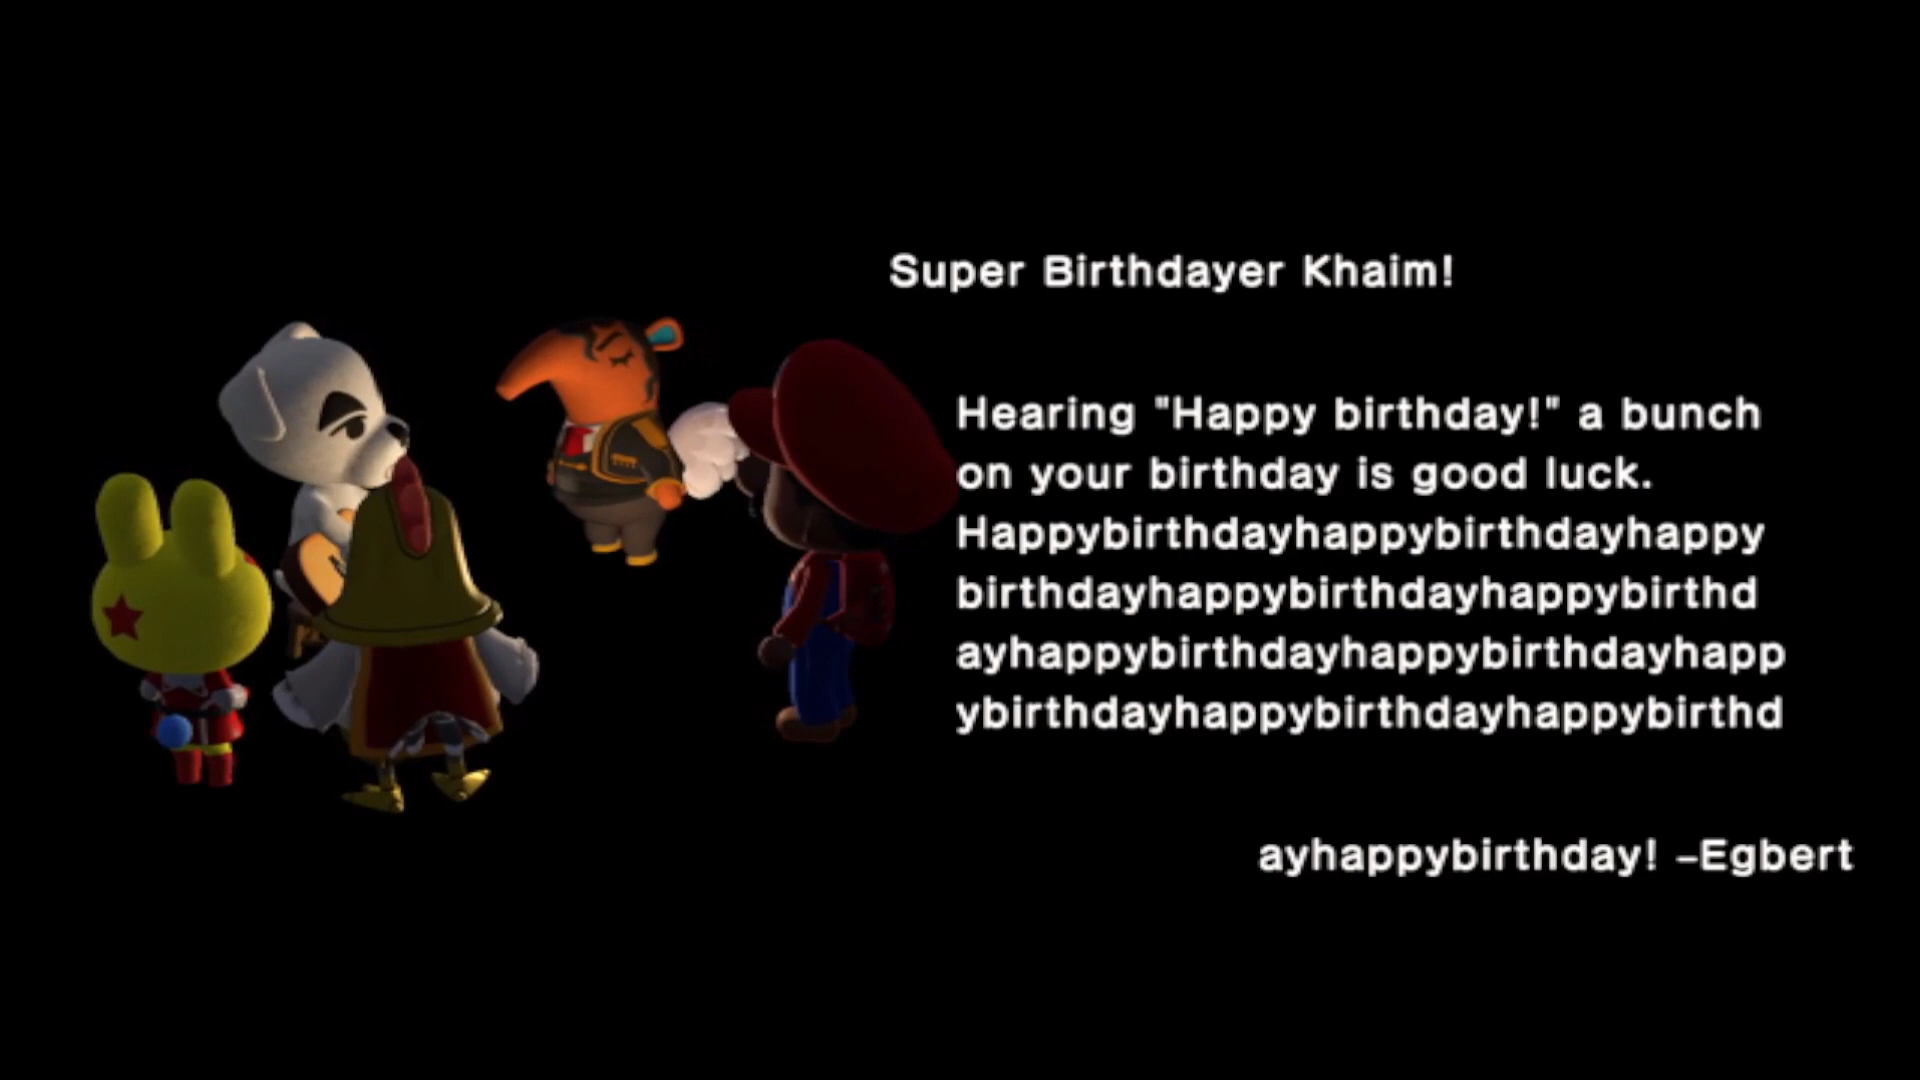 Super Birthdayer Khaim!
Hearing "Happy birthday!" a bunch
on your birthday is good luck.
Happybirthdayhappybirthdayhappy
birthdayhappybirthdayhappybirthd
ayhappybirthdayhappybirthdayhapp
ybirthdayhappybirthdayhappybirthd
ayhappybirthday! –Egbert